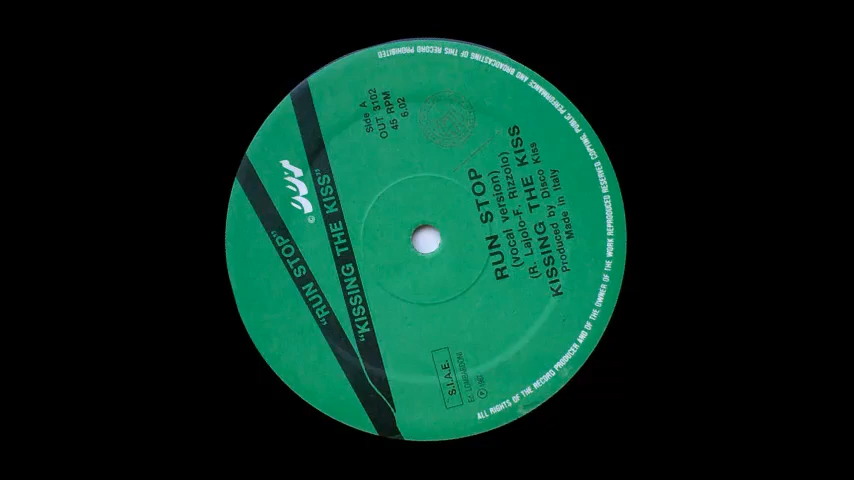 "RUN STOP"
"KISSING THE KISS"
©
Side A
OUT 3102
45 RPM
6.02
RUN STOP
(vocal version)
(R. Lajolo-F. Rizzolo)
KISSING THE KISS
Produced by Disco Kiss
Made in Italy
S.I.A.E.
ALL RIGHTS OF THE RECORD PRODUCER AND OF THE OWNER OF THE WORK REPRODUCED RESERVED COPYING, PUBLIC PERFORMANCE AND BROADCASTING OF THIS RECORD PROHIBITED